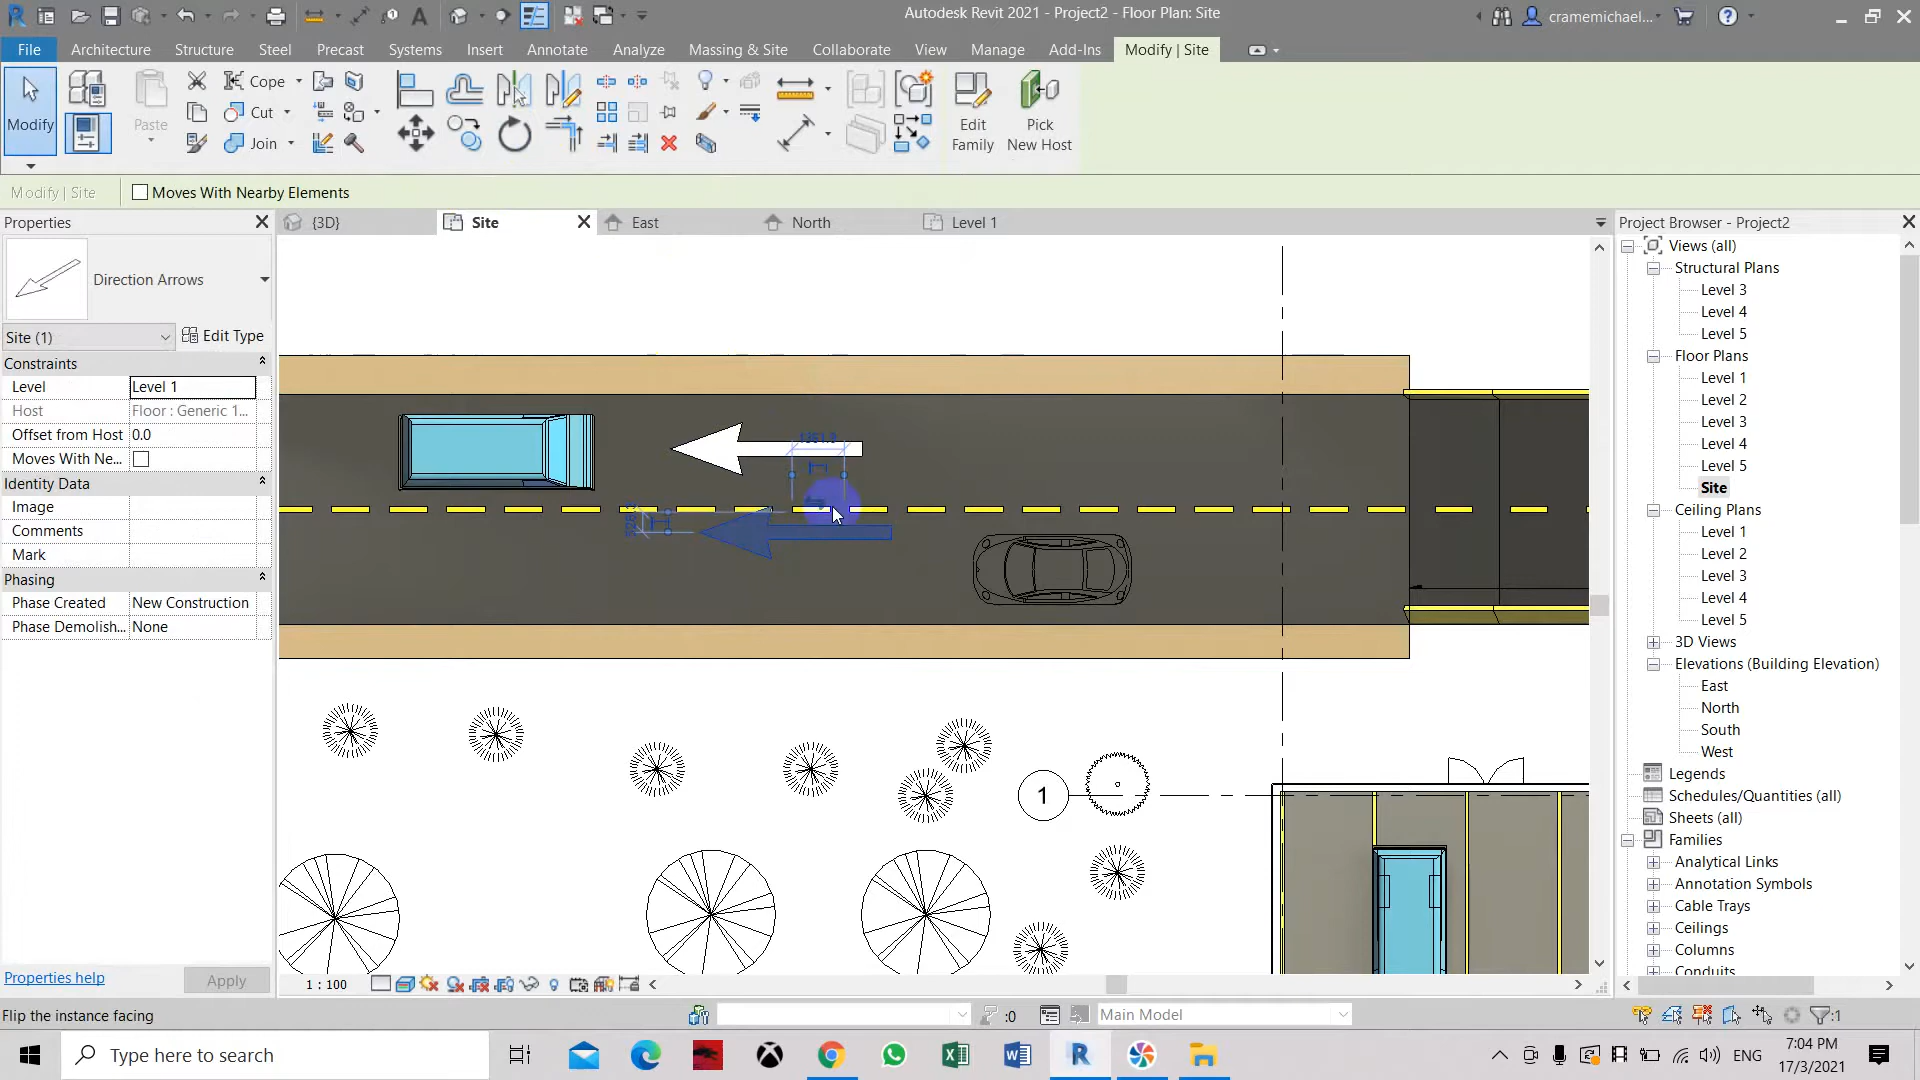 Autodesk Revit 2021 - Project2 - Floor Plan: Site
cramemichael...
File Architecture Structure Steel Precast Systems Insert Annotate Analyze Massing & Site Collaborate View Manage Add-Ins Modify | Site
Modify
Paste
Cope
Cut
Join
Edit Family
Pick New Host
Modify | Site
Moves With Nearby Elements
Properties
{3D}
Site
East
North
Level 1
Project Browser - Project2
Direction Arrows
Site (1)
Edit Type
Constraints
Level Level 1
Host Floor : Generic 1...
Offset from Host 0.0
Moves With Ne...
Identity Data
Image
Comments
Mark
Phasing
Phase Created New Construction
Phase Demolish... None
Properties help
Apply
1
Views (all)
Structural Plans
Level 3
Level 4
Level 5
Floor Plans
Level 1
Level 2
Level 3
Level 4
Level 5
Site
Ceiling Plans
Level 1
Level 2
Level 3
Level 4
Level 5
3D Views
Elevations (Building Elevation)
East
North
South
West
Legends
Schedules/Quantities (all)
Sheets (all)
Families
Analytical Links
Annotation Symbols
Cable Trays
Ceilings
Columns
Conduits
1 : 100
Flip the instance facing
:0
Main Model
:1
Type here to search
ENG
7:04 PM
17/3/2021